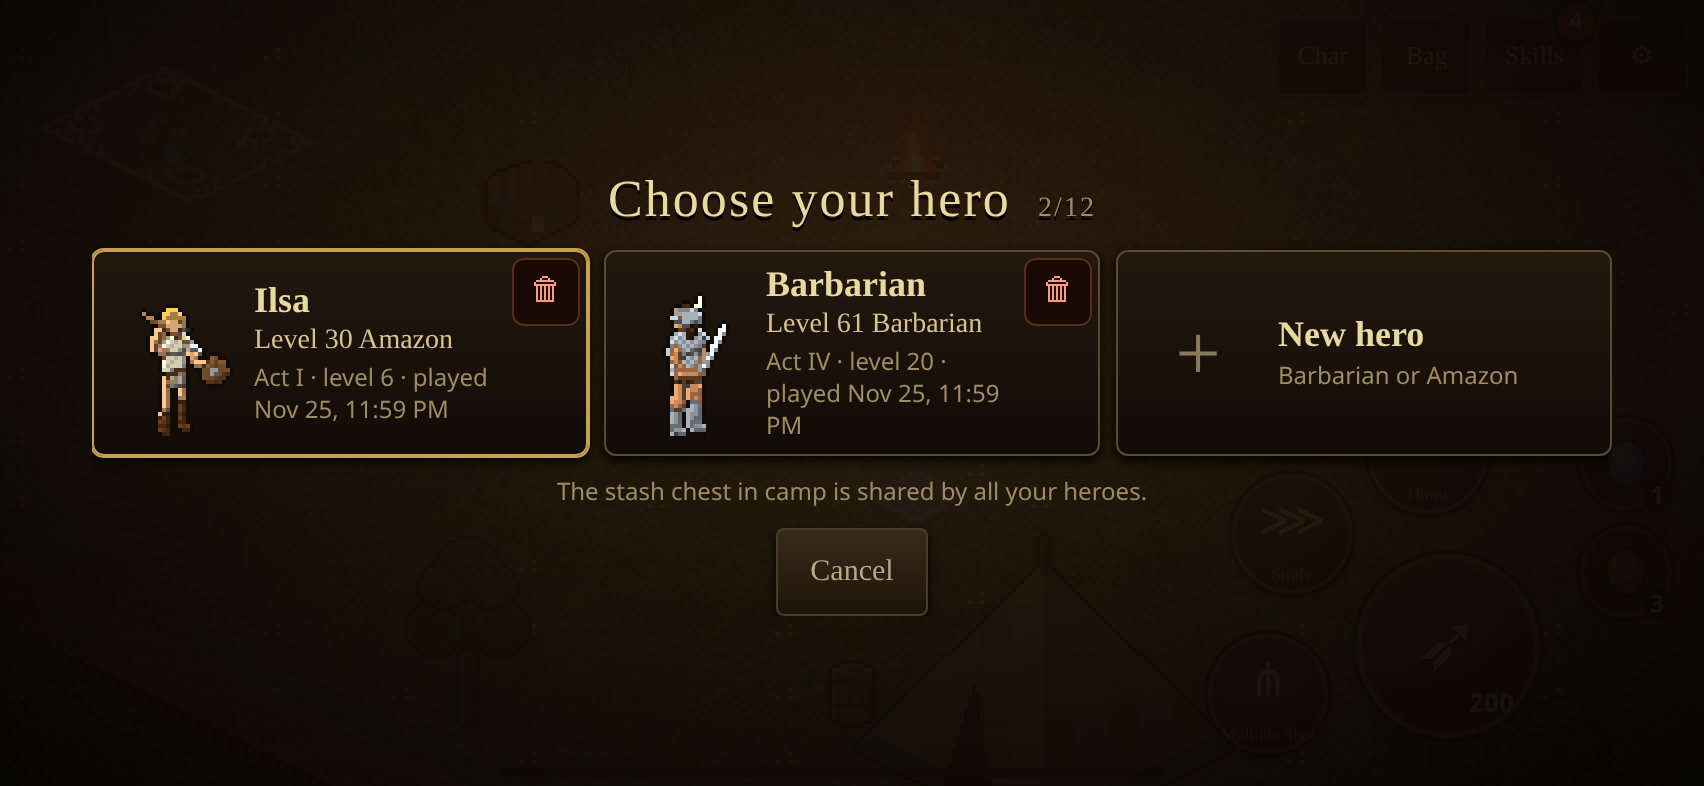 4
Char
Bag
Skills
Choose your hero 2/12
Ilsa
Level 30 Amazon
Act I · level 6 · played
Nov 25, 11:59 PM
Barbarian
Level 61 Barbarian
Act IV · level 20 ·
played Nov 25, 11:59
PM
New hero
Barbarian or Amazon
The stash chest in camp is shared by all your heroes.
Cancel
Throw
1
Strafe
3
200
Multiple Shot